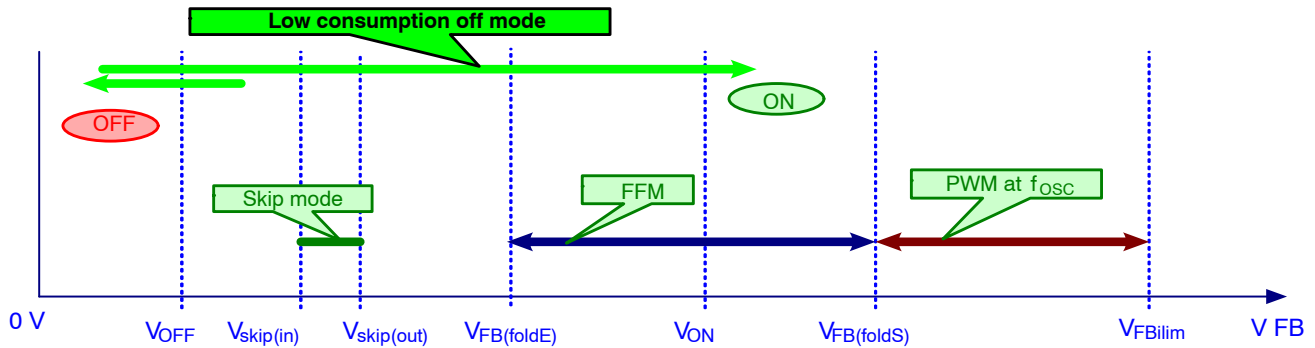 Low consumption off mode
ON
OFF
Skip mode
FFM
PWM at fOSC
0 V
VOFF
Vskip(in)
Vskip(out)
VFB(foldE)
VON
VFB(foldS)
VFBilim
V FB